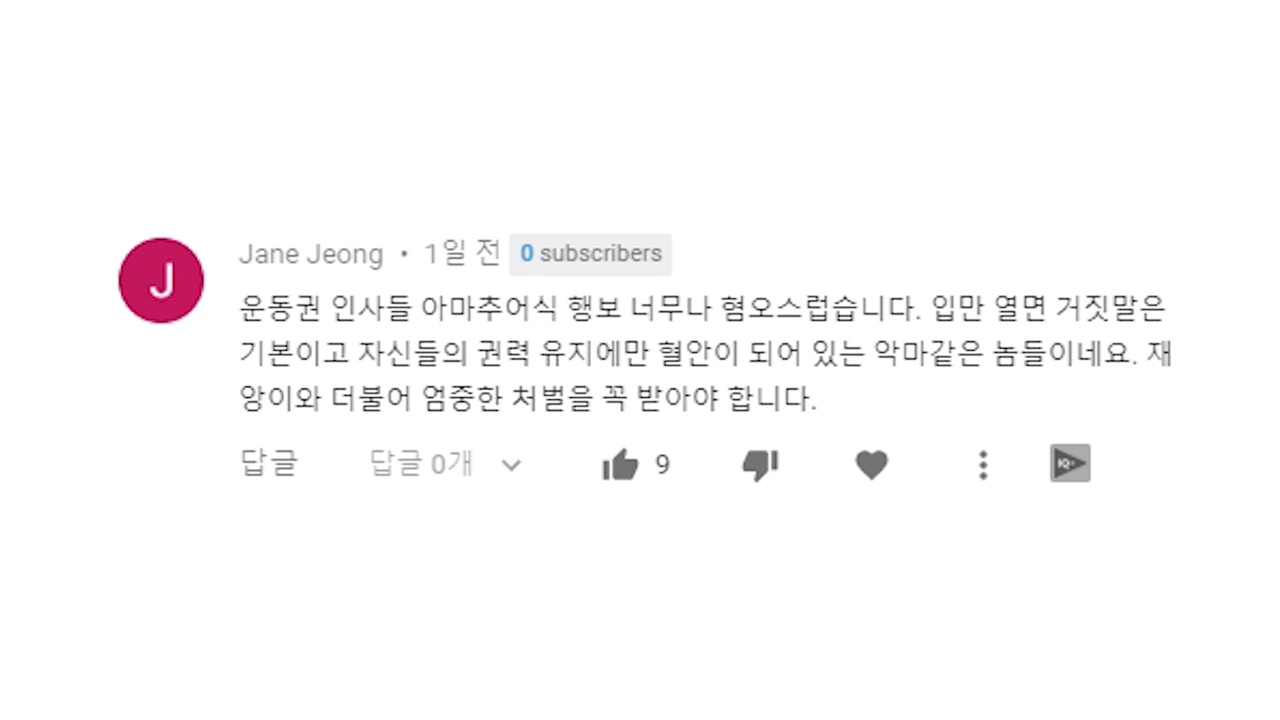 J
Jane Jeong • 1일 전 0 subscribers
운동권 인사들 아마추어식 행보 너무나 혐오스럽습니다. 입만 열면 거짓말은
기본이고 자신들의 권력 유지에만 혈안이 되어 있는 악마같은 놈들이네요. 재
앙이와 더불어 엄중한 처벌을 꼭 받아야 합니다.
답글 답글 0개 9